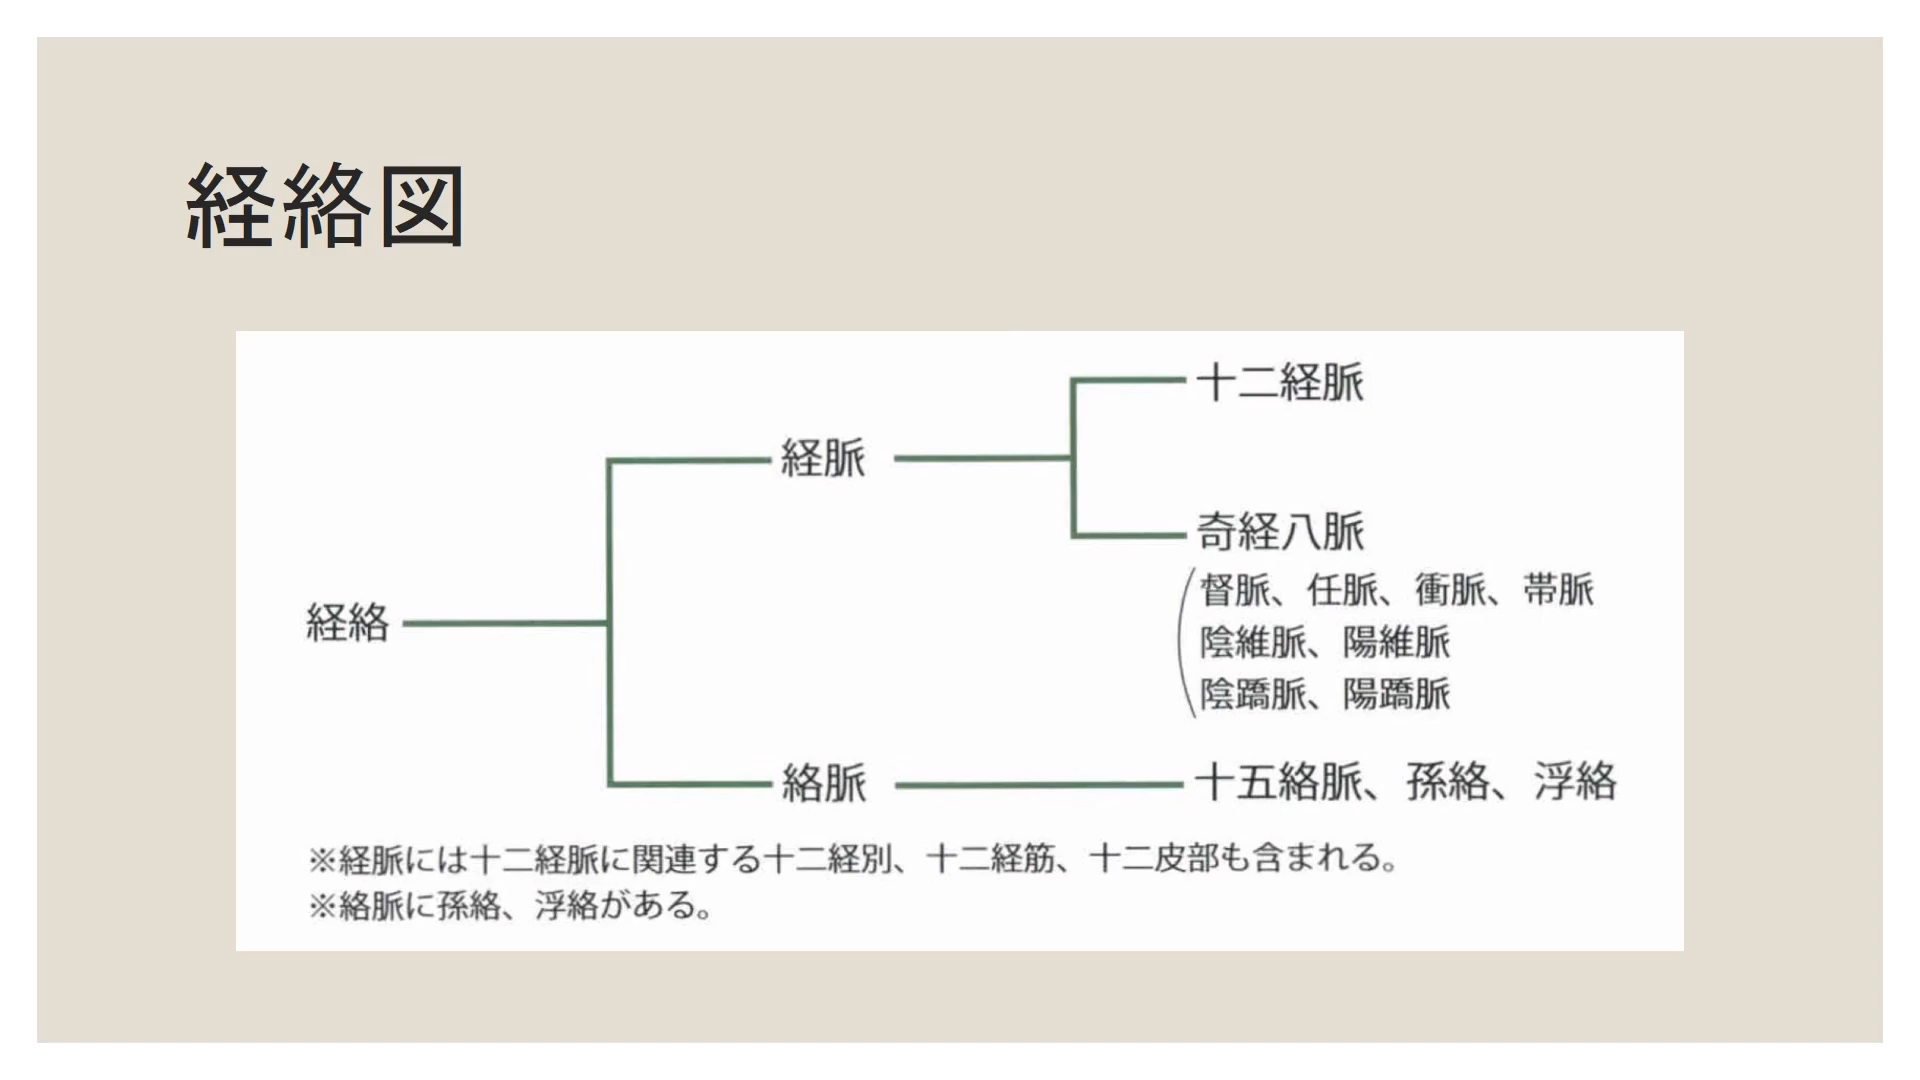 経絡図
十二経脈
経脈
奇経八脈
督脈、任脈、衝脈、帯脈
陰維脈、陽維脈
陰蹻脈、陽蹻脈
経絡
絡脈
十五絡脈、孫絡、浮絡
※経脈には十二経脈に関連する十二経別、十二経筋、十二皮部も含まれる。
※絡脈に孫絡、浮絡がある。